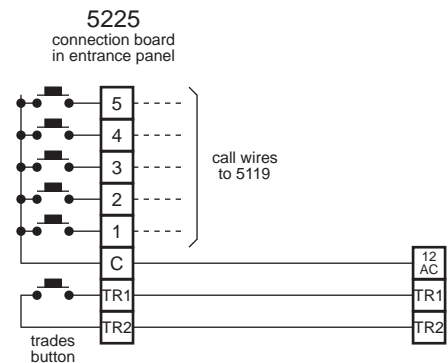 5225
connection board
in entrance panel
5
4
3
call wires
to 5119
2
1
C
12
AC
TR1
TR1
TR2
TR2
trades
button